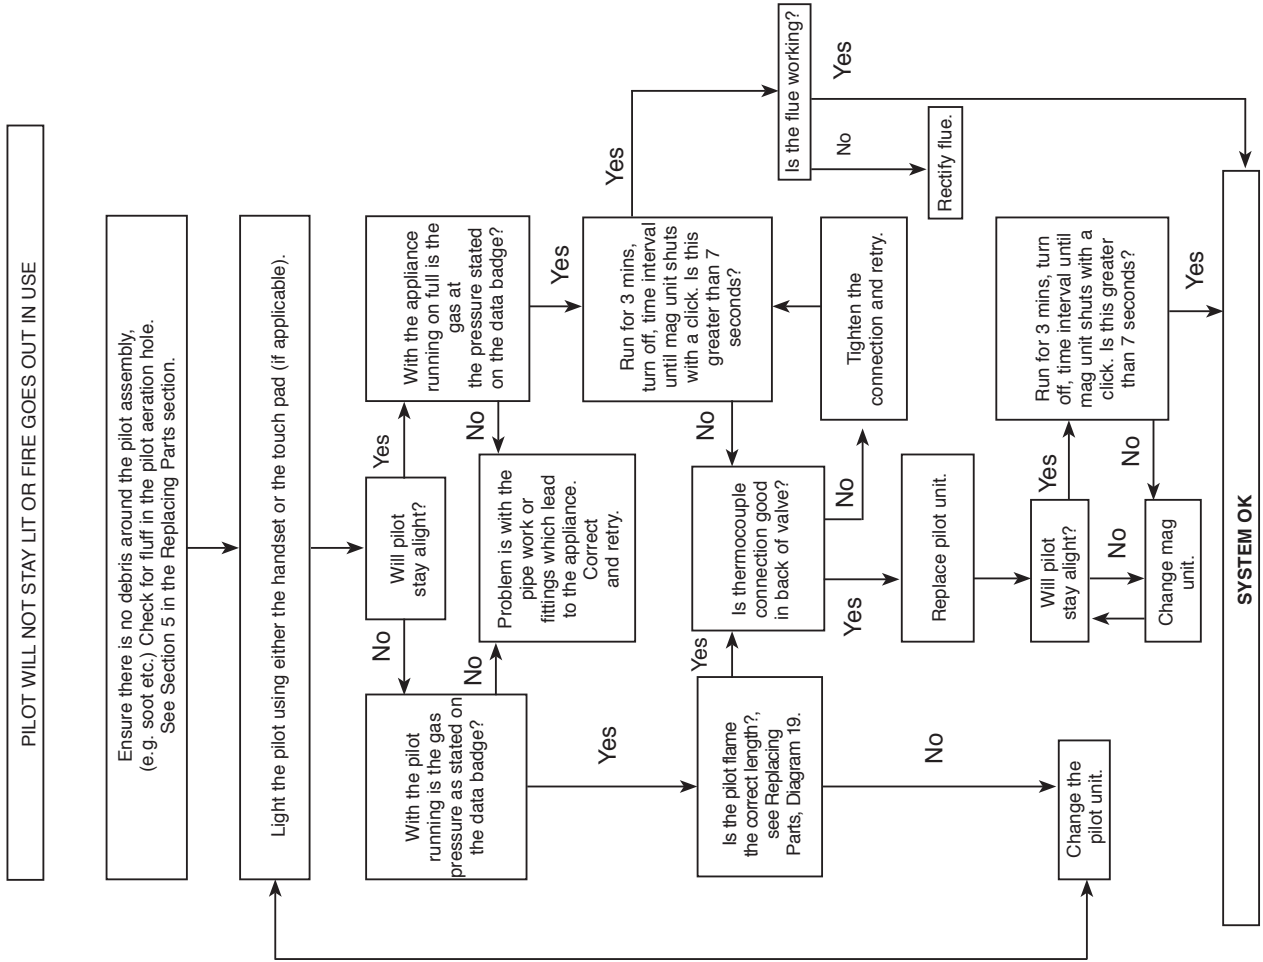 PILOT WILL NOT STAY LIT OR FIRE GOES OUT IN USE
Ensure there is no debris around the pilot assembly,
(e.g. soot etc.) Check for fluff in the pilot aeration hole.
See Section 5 in the Replacing Parts section.
Light the pilot using either the handset or the touch pad (if applicable).
Will pilot
stay alight?
No
Yes
With the pilot
running is the gas
pressure as stated on
the data badge?
With the appliance
running on full is the
gas at
the pressure stated
on the data badge?
No
No
Problem is with the
pipe work or
fittings which lead
to the appliance.
Correct
and retry.
Yes
Yes
Is the pilot flame
the correct length?,
see Replacing
Parts, Diagram 19.
Yes
Is thermocouple
connection good
in back of valve?
No
Run for 3 mins,
turn off, time interval
until mag unit shuts
with a click. Is this
greater than 7
seconds?
Yes
Is the flue working?
No
Yes
Rectify flue.
No
Tighten the
connection and retry.
Yes
Replace pilot unit.
No
Change the
pilot unit.
Will pilot
stay alight?
Yes
No
Run for 3 mins, turn
off, time interval until
mag unit shuts with a
click. Is this greater
than 7 seconds?
No
Change mag
unit.
Yes
SYSTEM OK